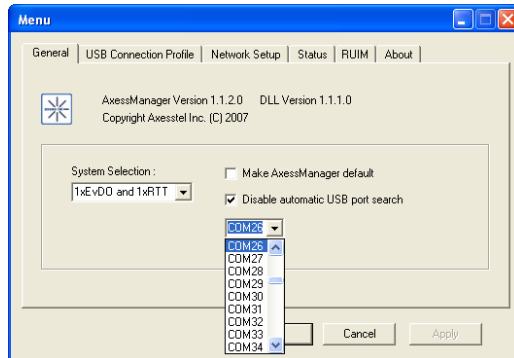 Menu
General USB Connection Profile Network Setup Status RUIM About
AxessManager Version 1.1.2.0 DLL Version 1.1.1.0
Copyright Axesstel Inc. (C) 2007
System Selection :
1xEvDO and 1xRTT
Make AxessManager default
Disable automatic USB port search
COM26
COM26
COM27
COM28
COM29
COM30
COM31
COM32
COM33
COM34
Cancel Apply